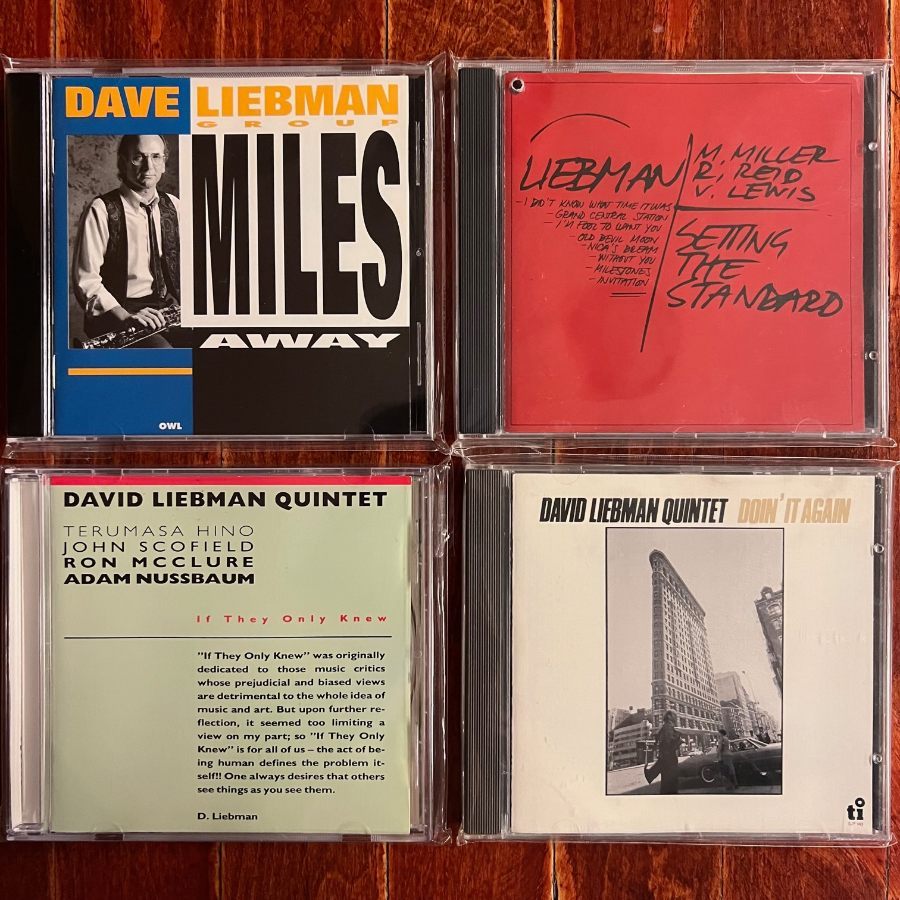 DAVE LIEBMAN
GROUP
MILES
AWAY
OWL
LIEBMAN
- I DID'T KNOW WHAT TIME IT WAS
- GRAND CENTRAL STATION
- I'M FOOL TO WANT YOU
- OLD DEVIL MOON
- NICA'S DREAM
- WITHOUT YOU
- MILESTONES
- INVITATION
M. MILLER
R. REID
V. LEWIS
SETTING
THE
STANDARD
DAVID LIEBMAN QUINTET
TERUMASA HINO
JOHN SCOFIELD
RON MCCLURE
ADAM NUSSBAUM
If They Only Knew
"If They Only Knew" was originally
dedicated to those music critics
whose prejudicial and biased views
are detrimental to the whole idea of
music and art. But upon further re-
flection, it seemed too limiting a
view on my part; so "If They Only
Knew" is for all of us – the act of be-
ing human defines the problem it-
self!! One always desires that others
see things as you see them.
D. Liebman
DAVID LIEBMAN QUINTET DOIN' IT AGAIN
ti